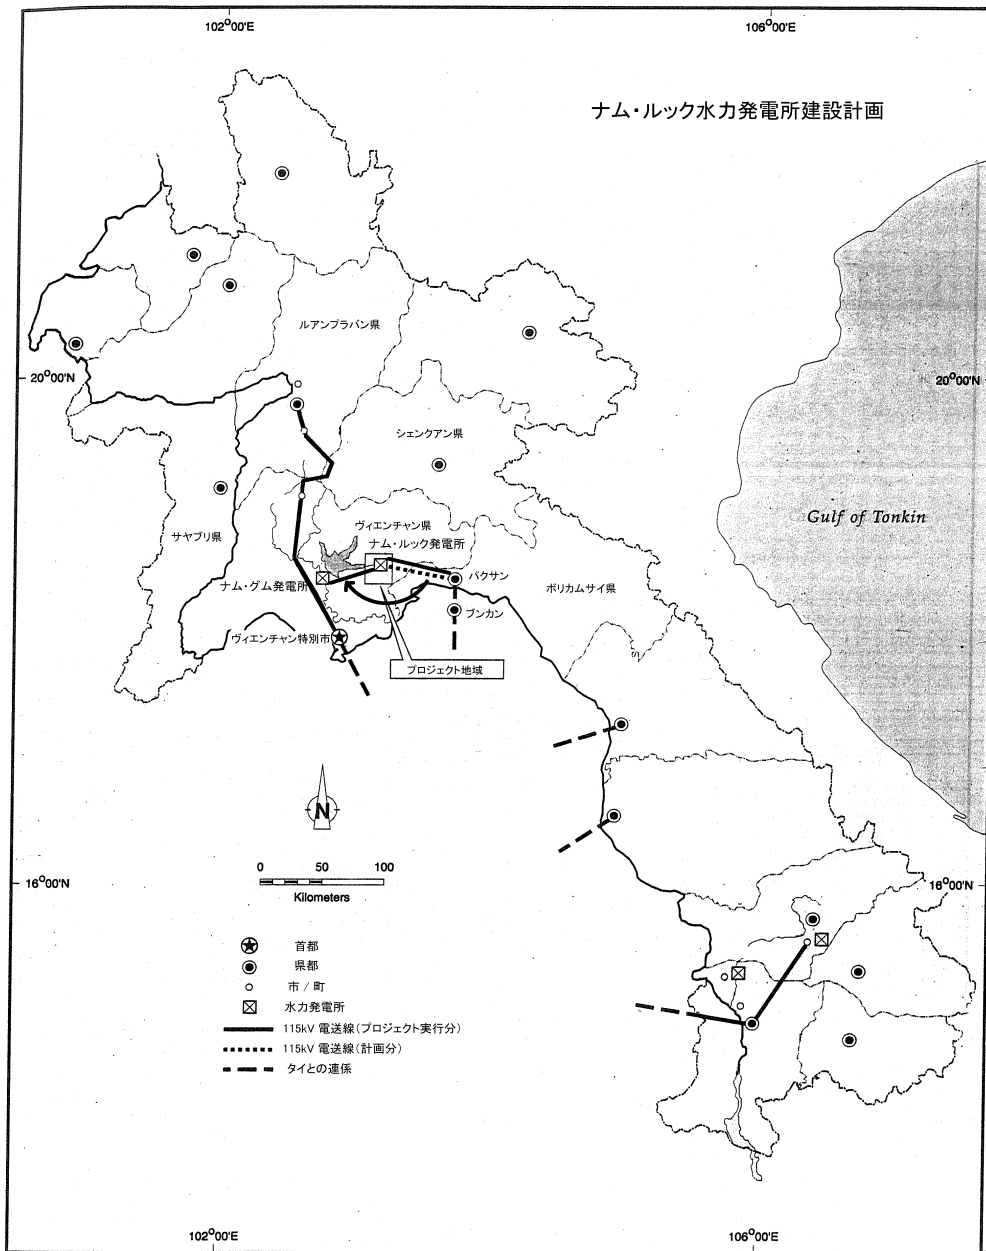 102°00'E
106°00'E
ナム・ルック水力発電所建設計画
ルアンプラバン県
20°00'N
20°00'N
シェンクアン県
Gulf of Tonkin
ヴィエンチャン県
サヤブリ県
ナム・ルック発電所
パクサン
ボリカムサイ県
ナム・グム発電所
ブンカン
ヴィエンチャン特別市
プロジェクト地域
N
0 50 100
Kilometers
16°00'N
16°00'N
首都
県都
市 / 町
水力発電所
115kV 電送線(プロジェクト実行分)
115kV 電送線(計画分)
タイとの連係
102°00'E
106°00'E